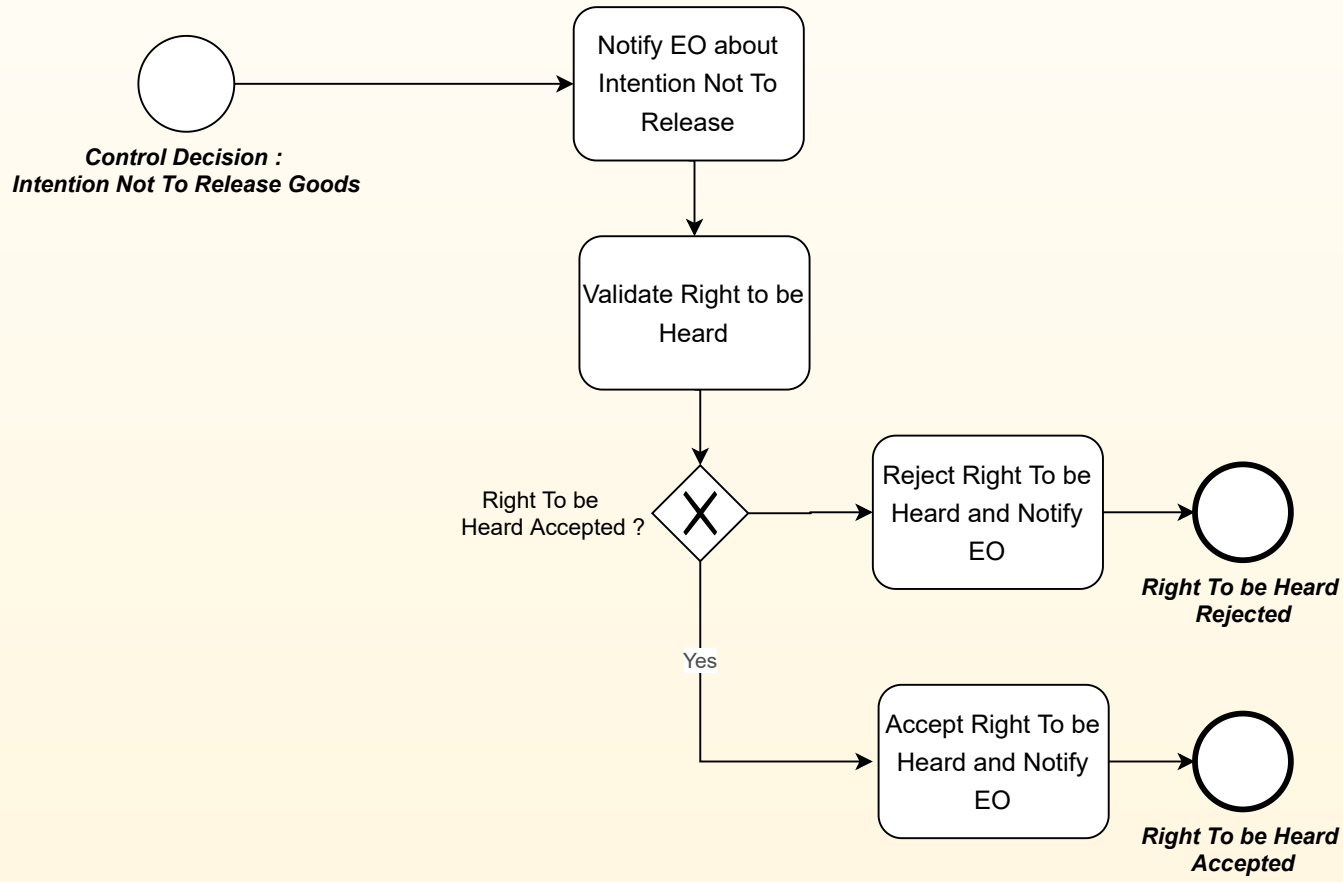 Notify EO about
Intention Not To
Release
Control Decision :
Intention Not To Release Goods
Validate Right to be
Heard
Right To be
Heard Accepted ?
Reject Right To be
Heard and Notify
EO
Right To be Heard
Rejected
Yes
Accept Right To be
Heard and Notify
EO
Right To be Heard
Accepted